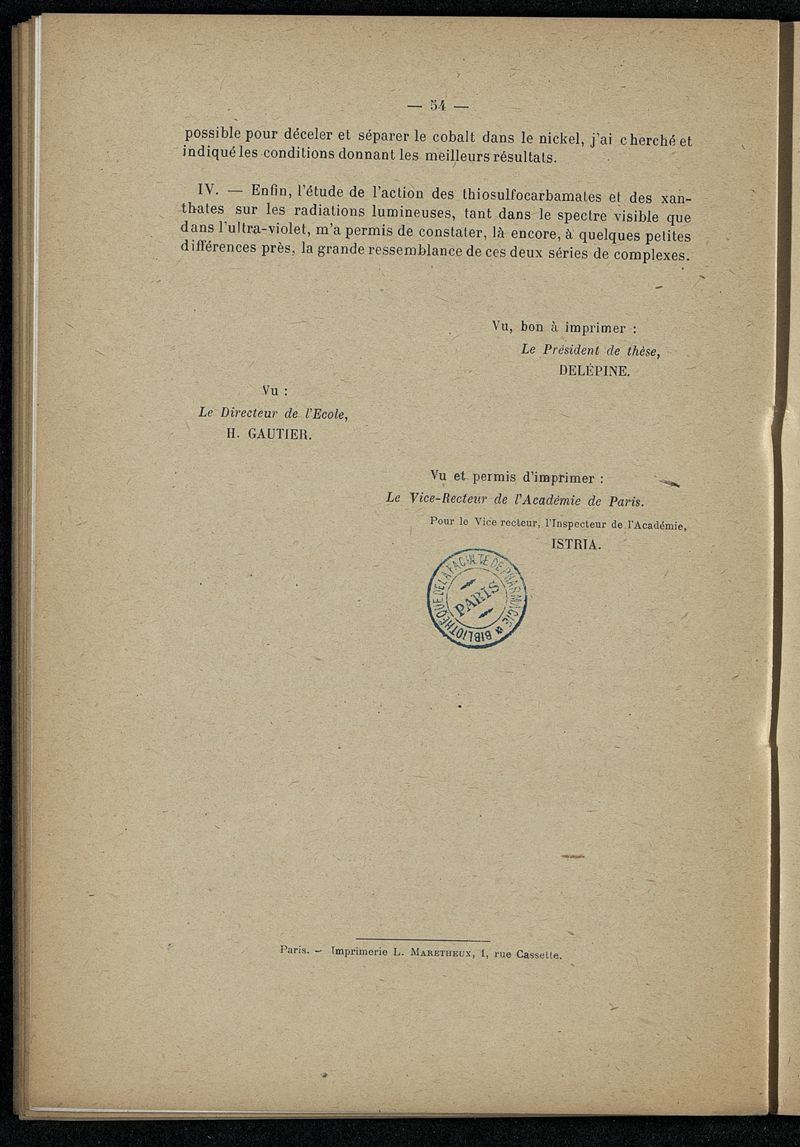 — 54 —
possible pour déceler et séparer le cobalt dans le nickel, j'ai cherché et
indiqué les conditions donnant les meilleurs résultats.
IV. — Enfin, l'étude de l'action des thiosulfocarbamates et des xan-
thates sur les radiations lumineuses, tant dans le spectre visible que
dans l'ultra-violet, m'a permis de constater, là encore, à quelques petites
différences près, la grande ressemblance de ces deux séries de complexes.
Vu, bon à imprimer :
Le Président de thèse,
DELÉPINE.
Vu :
Le Directeur de l'Ecole,
H. GAUTIER.
Vu et permis d'imprimer :
Le Vice-Recteur de l'Académie de Paris.
Pour le Vice recteur, l'Inspecteur de l'Académie,
ISTRIA.
BIBLIOTHÈQUE DE LA FACULTÉ DE PHARMACIE
PARIS
Paris. — Imprimerie L. MARETHEUX, 1, rue Cassette.